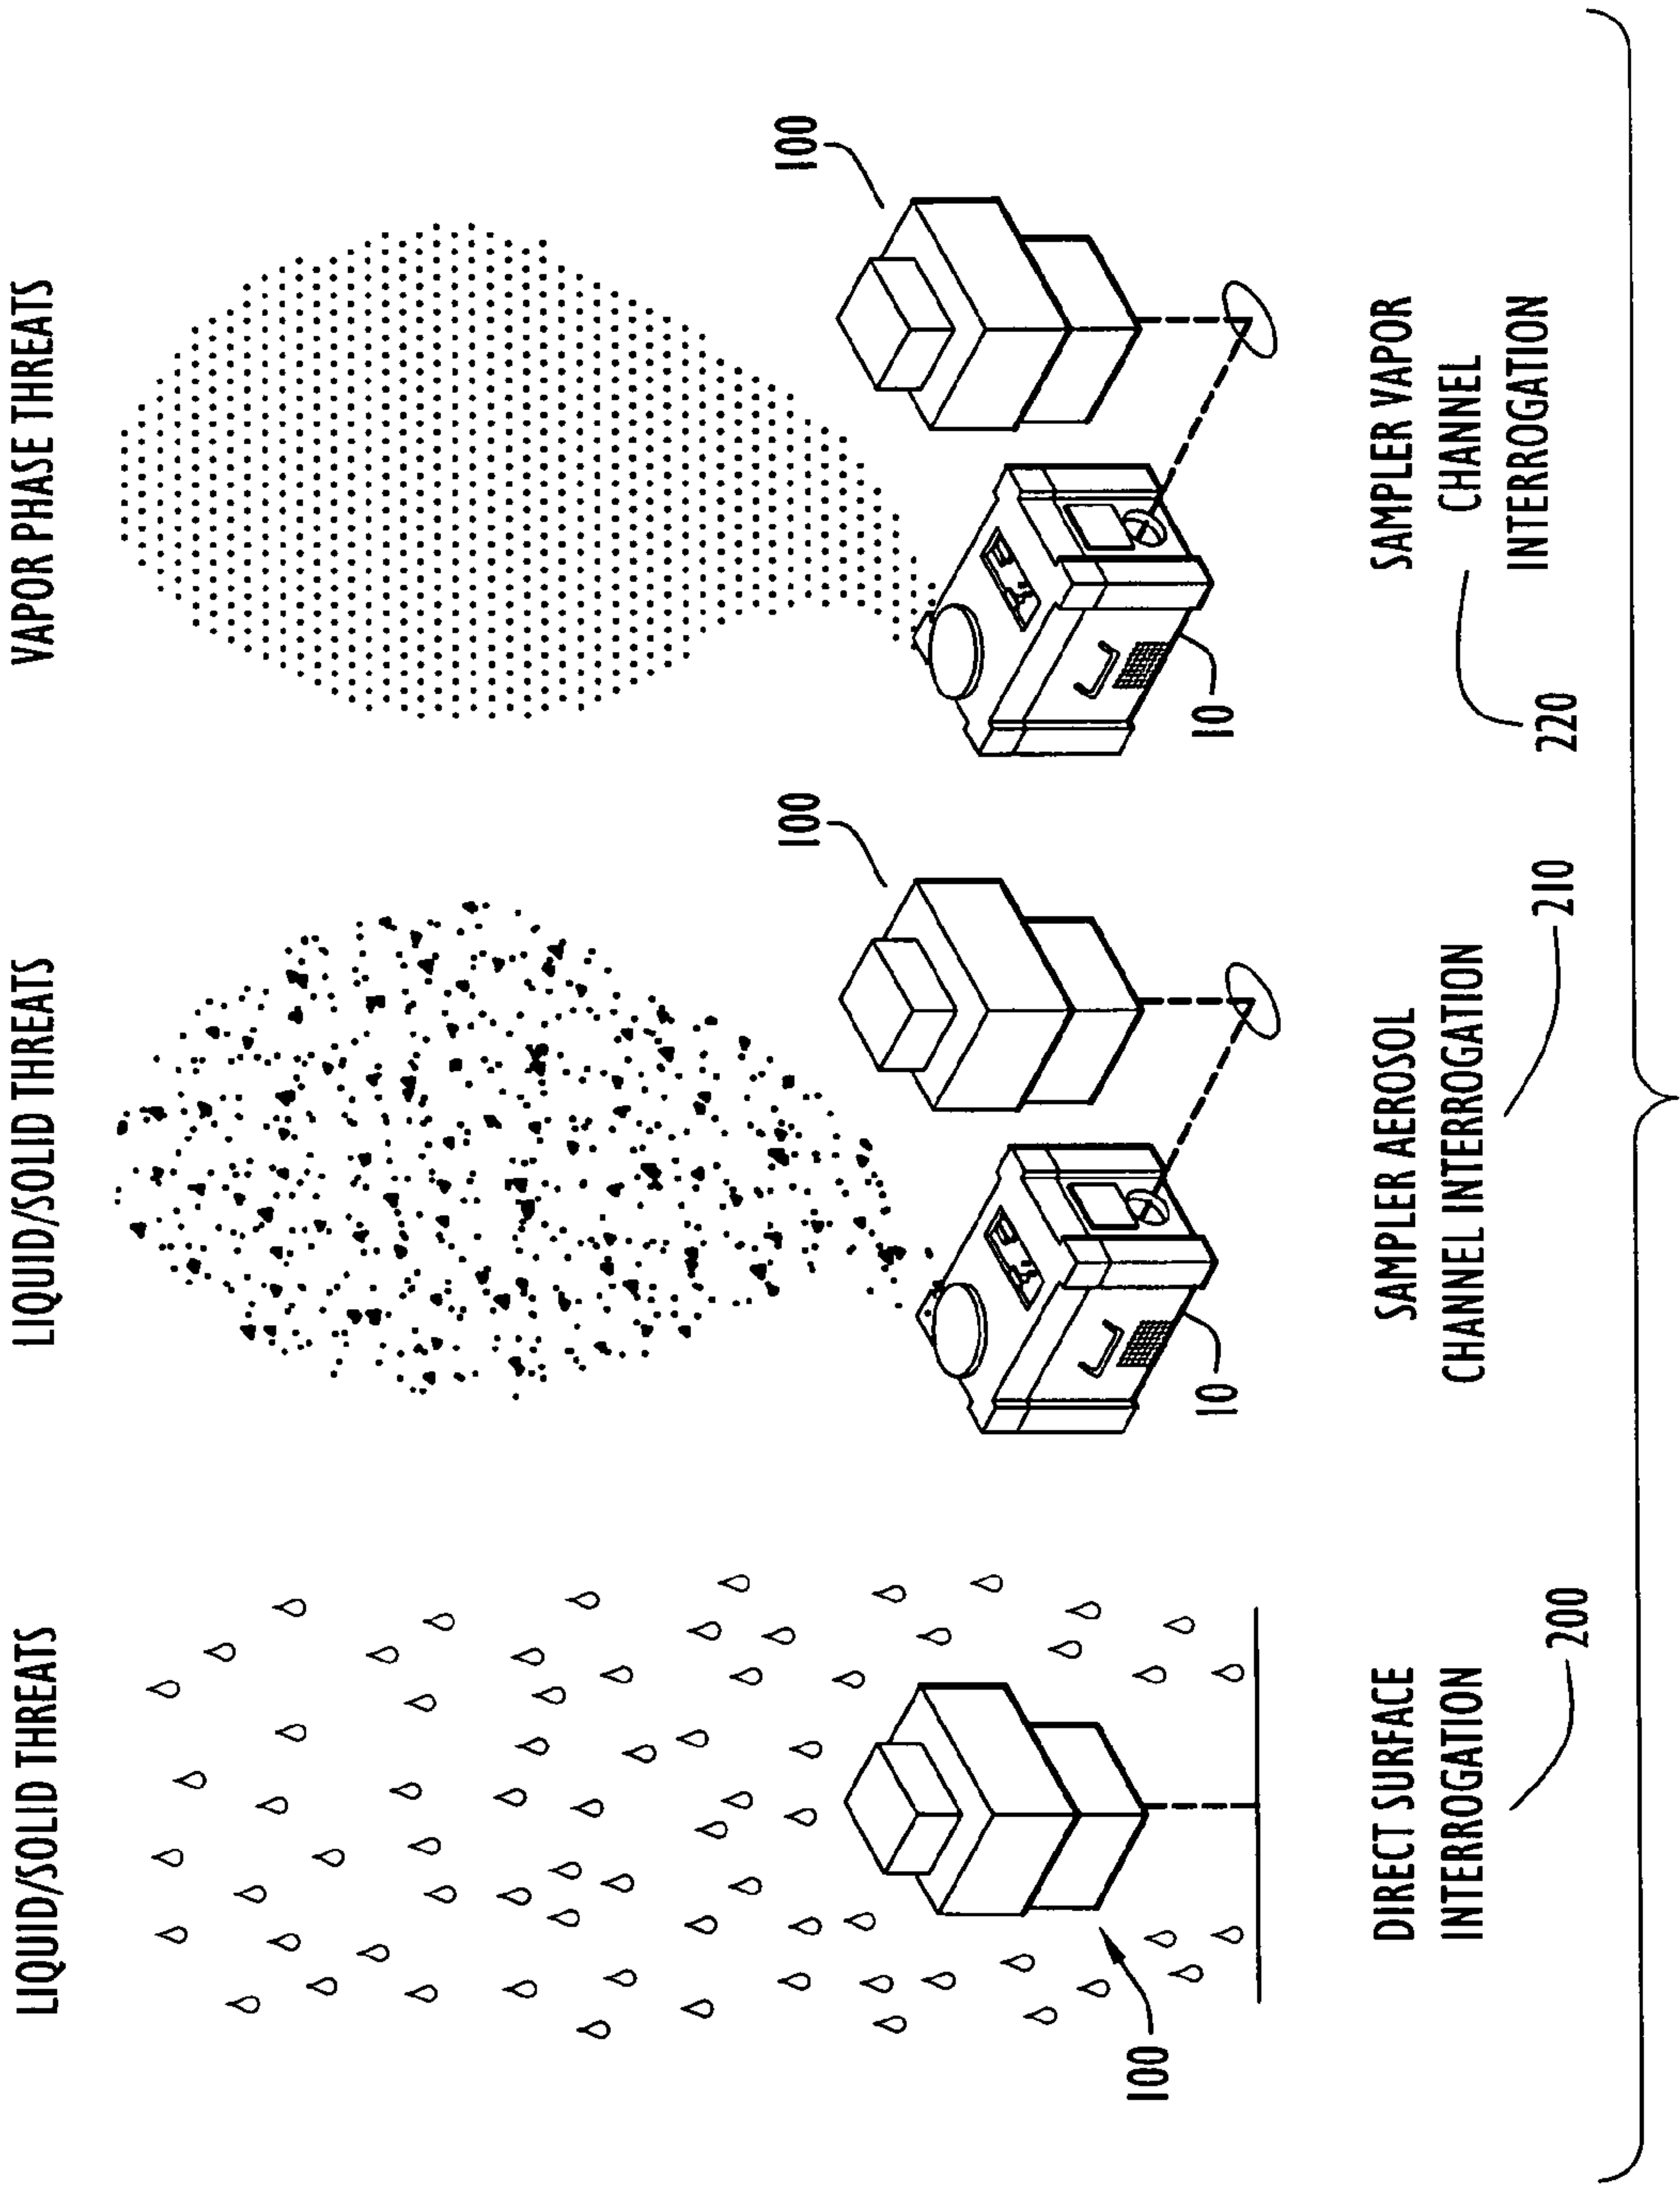 LIQUID/SOLID THREATS
LIQUID/SOLID THREATS
VAPOR PHASE THREATS
100
100
100
10
10
DIRECT SURFACE
INTERROGATION
200
SAMPLER AEROSOL
CHANNEL INTERROGATION
210
SAMPLER VAPOR
CHANNEL
INTERROGATION
220